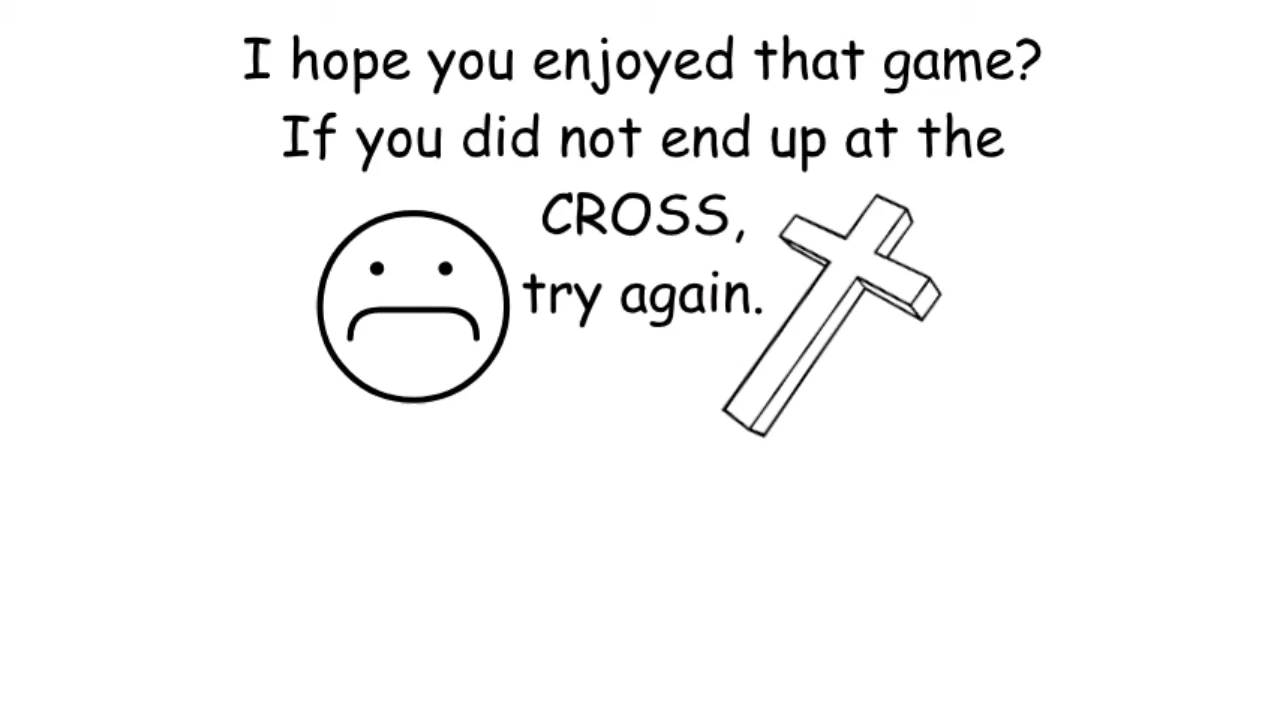 I hope you enjoyed that game?
If you did not end up at the
CROSS,
try again.